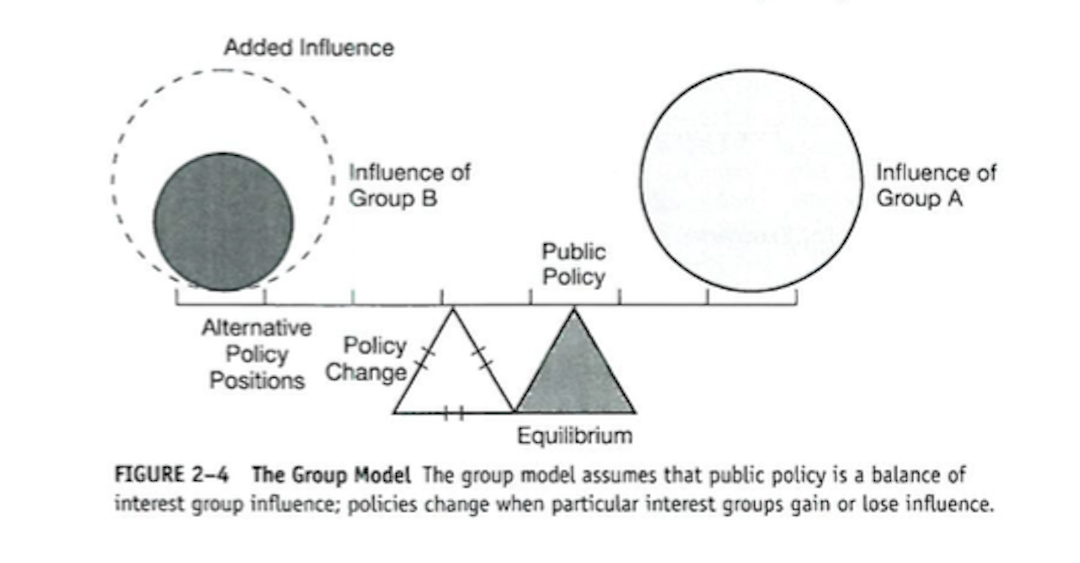 Added Influence
Influence of
Group B
Influence of
Group A
Public
Policy
Alternative
Policy
Positions
Policy
Change
Equilibrium
FIGURE 2–4 The Group Model The group model assumes that public policy is a balance of
interest group influence; policies change when particular interest groups gain or lose influence.